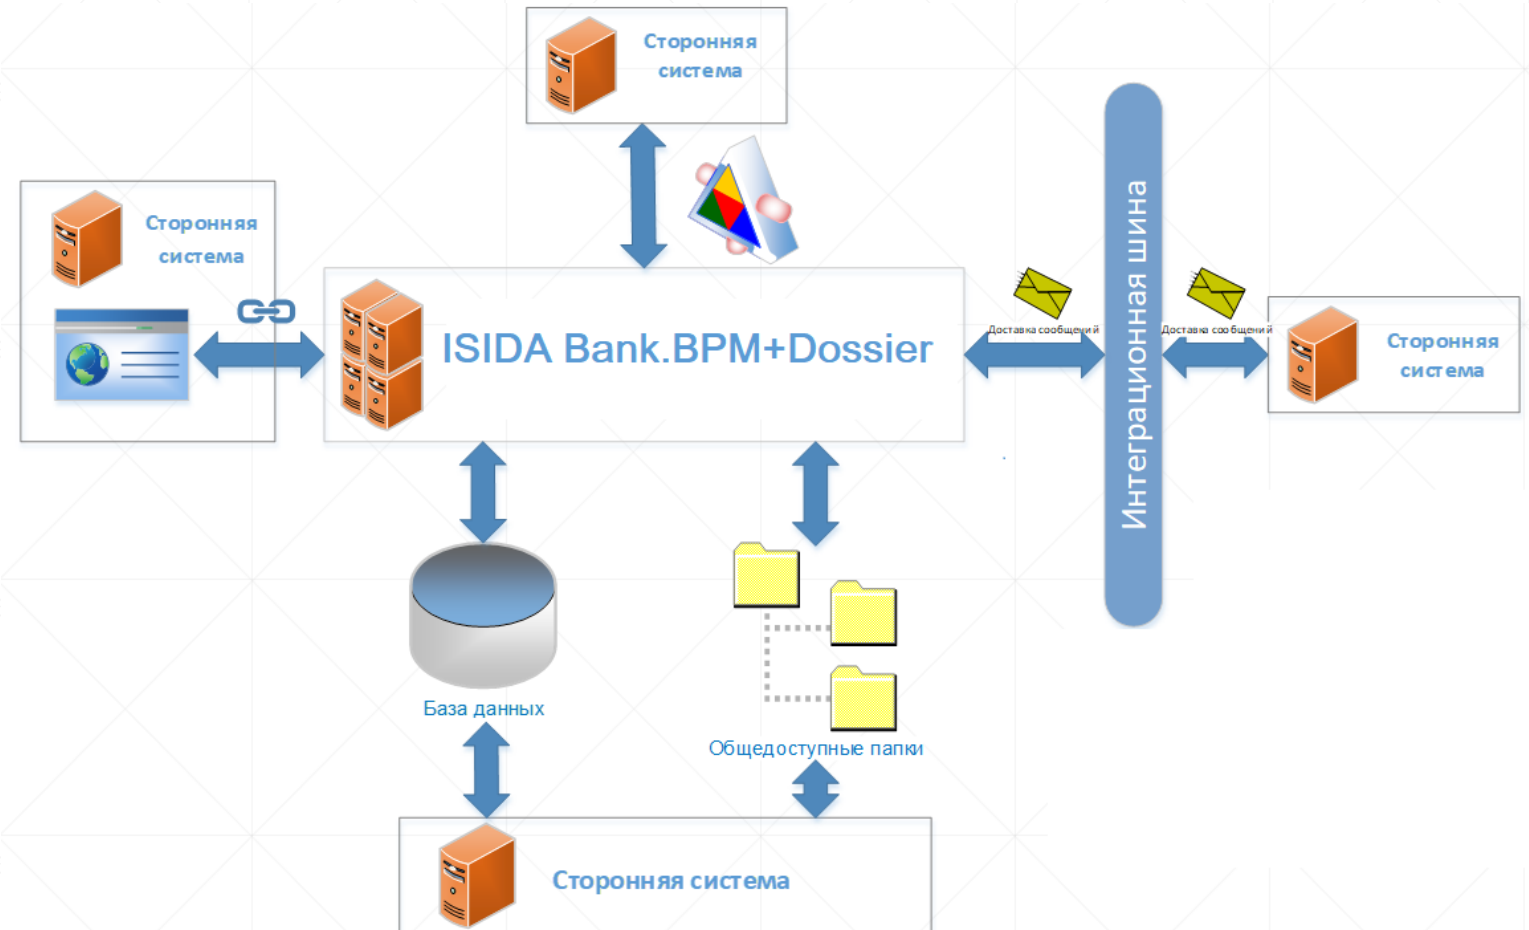 Сторонняя
система
Сторонняя
система
ISIDA Bank.BPM+Dossier
Доставка сообщений
Интеграционная шина
Доставка сообщений
Сторонняя
система
База данных
Общедоступные папки
Сторонняя система